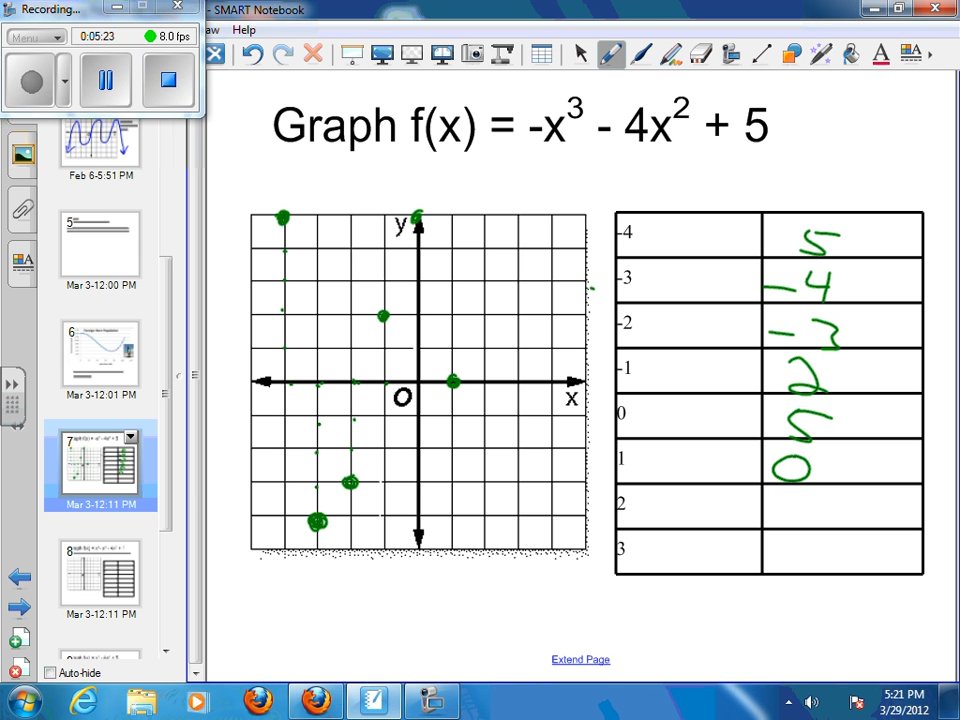 Recording...
SMART Notebook
Menu
0:05:23
8.0 fps
aw Help
Graph f(x) = -x³ - 4x² + 5
Feb 6-5:51 PM
5
Mar 3-12:00 PM
6
Mar 3-12:01 PM
7
Mar 3-12:11 PM
8
Mar 3-12:11 PM
Auto-hide
y
O
x
-4 5
-3 -4
-2 -3
-1 2
0 5
1 0
2
3
Extend Page
5:21 PM
3/29/2012